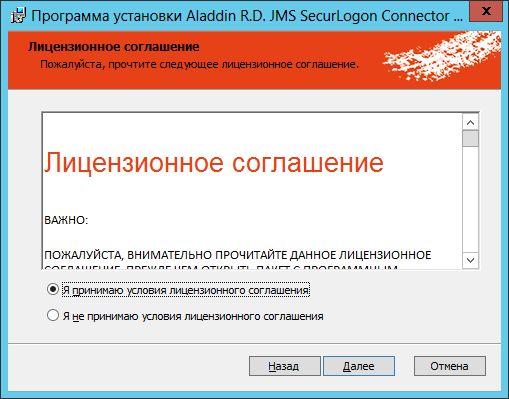 Программа установки Aladdin R.D. JMS SecurLogon Connector ...
Лицензионное соглашение
Пожалуйста, прочтите следующее лицензионное соглашение.
Лицензионное соглашение
ВАЖНО:
ПОЖАЛУЙСТА, ВНИМАТЕЛЬНО ПРОЧИТАЙТЕ ДАННОЕ ЛИЦЕНЗИОННОЕ
СОГЛАШЕНИЕ, ПРЕЖДЕ ЧЕМ ОТКРЫТЬ ПАКЕТ С ПРОГРАММНЫМ
Я принимаю условия лицензионного соглашения
Я не принимаю условия лицензионного соглашения
Назад Далее Отмена